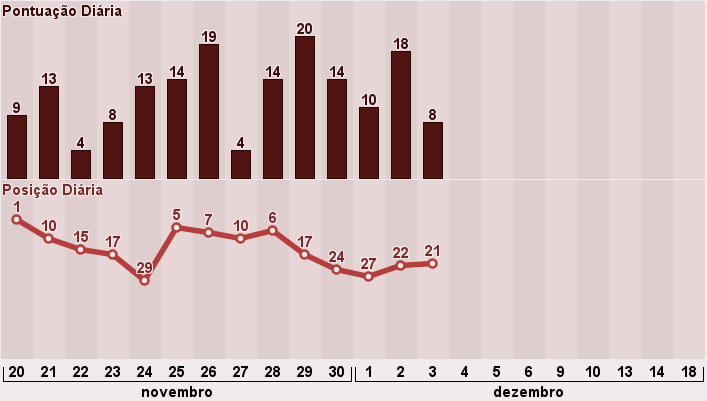 Pontuação Diária
9 13 4 8 13 14 19 4 14 20 14 10 18 8
Posição Diária
1 10 15 17 29 5 7 10 6 17 24 27 22 21
20 21 22 23 24 25 26 27 28 29 30 1 2 3 4 5 6 9 10 13 14 18
novembro dezembro